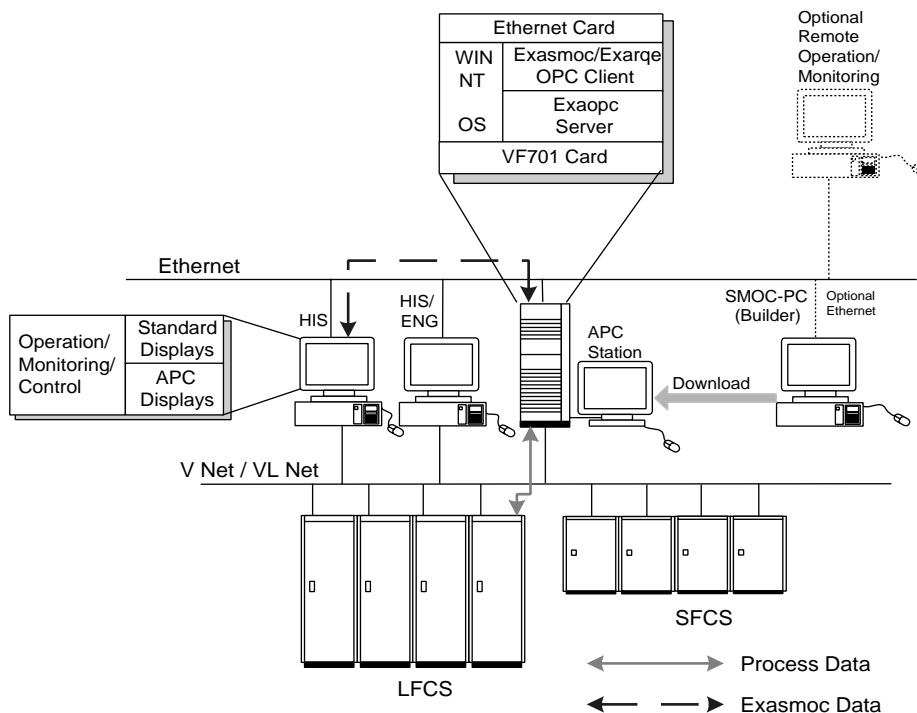 Ethernet Card
WIN
NT
OS
Exasmoc/Exarqe
OPC Client
Exaopc
Server
VF701 Card
Optional
Remote
Operation/
Monitoring
Ethernet
HIS
HIS/
ENG
APC
Station
SMOC-PC
(Builder)
Optional
Ethernet
Operation/
Monitoring/
Control
Standard
Displays
APC
Displays
Download
V Net / VL Net
SFCS
LFCS
Process Data
Exasmoc Data